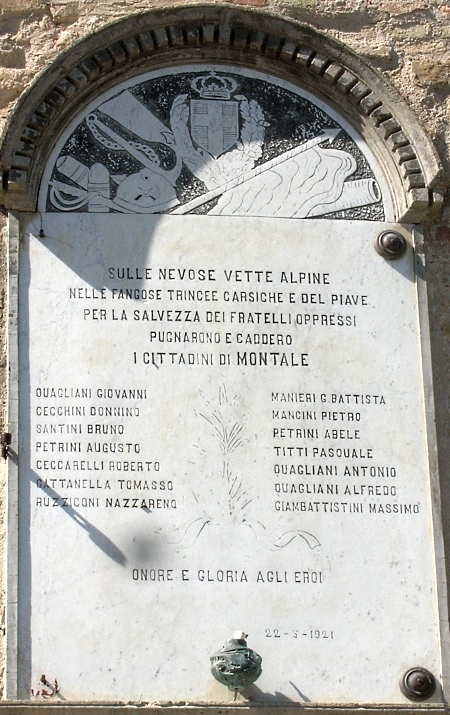 SULLE NEVOSE VETTE ALPINE
NELLE FANGOSE TRINCEE CARSICHE E DEL PIAVE
PER LA SALVEZZA DEI FRATELLI OPPRESSI
PUGNARONO E CADDERO
I CITTADINI DI MONTALE
QUAGLIANI GIOVANNI
CECCHINI DONNINO
SANTINI BRUNO
PETRINI AUGUSTO
CECCARELLI ROBERTO
CATTANELLA TOMASSO
RUZZICONI NAZZARENO
MANIERI G. BATTISTA
MANCINI PIETRO
PETRINI ABELE
TITTI PASQUALE
QUAGLIANI ANTONIO
QUAGLIANI ALFREDO
GIAMBATTISTINI MASSIMO
ONORE E GLORIA AGLI EROI
22-5-1921